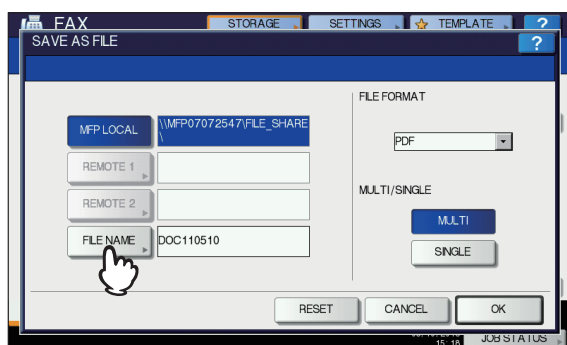 FAX
STORAGE
SETTINGS
TEMPLATE
?
SAVE AS FILE
?
MFP LOCAL
\\MFP07072547\FILE_SHARE
\
REMOTE 1
REMOTE 2
FILE NAME
DOC110510
FILE FORMAT
PDF
MULTI/SINGLE
MULTI
SINGLE
RESET
CANCEL
OK
15:18
JOB STATUS